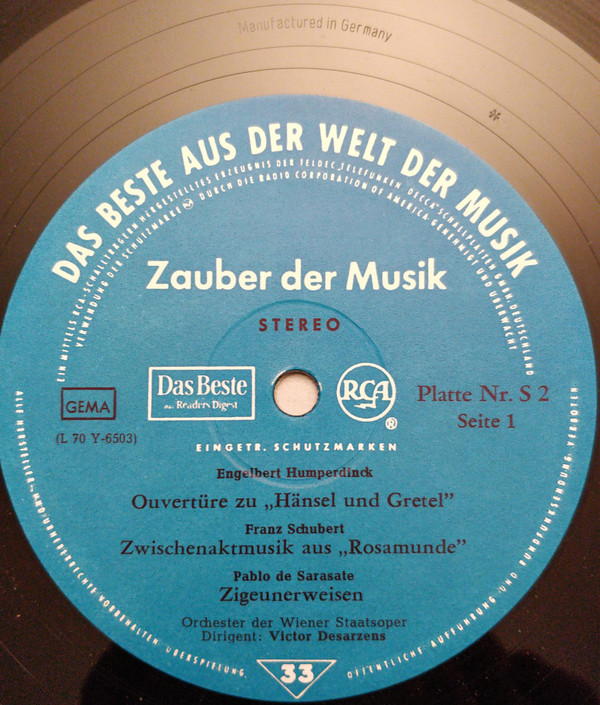 Manufactured in Germany
DAS BESTE AUS DER WELT DER MUSIK
EIN MITTELS RCA-SCHALLTRÄGERN HERGESTELLTES ERZEUGNIS DER TELDEC „TELEFUNKEN DECCA“ SCHALLPLATTEN GMBH. DEUTSCHLAND
VERWENDUNG DER SCHUTZMARKE RCA DURCH DIE RADIO CORPORATION OF AMERICA GENEHMIGT UND ÜBERWACHT
Zauber der Musik
STEREO
GEMA
Das Beste
aus Reader's Digest
RCA
®
Platte Nr. S 2
(L 70 Y-6503)
Seite 1
EINGETR. SCHUTZMARKEN
Engelbert Humperdinck
Ouvertüre zu „Hänsel und Gretel”
Franz Schubert
Zwischenaktmusik aus „Rosamunde”
Pablo de Sarasate
Zigeunerweisen
Orchester der Wiener Staatsoper
Dirigent: Victor Desarzens
33
ALLE HERSTELLER- UND URHEBERRECHTE VORBEHALTEN · ÜBERSPIELUNG, ÖFFENTLICHE AUFFÜHRUNG UND RUNDFUNKSENDUNG VERBOTEN